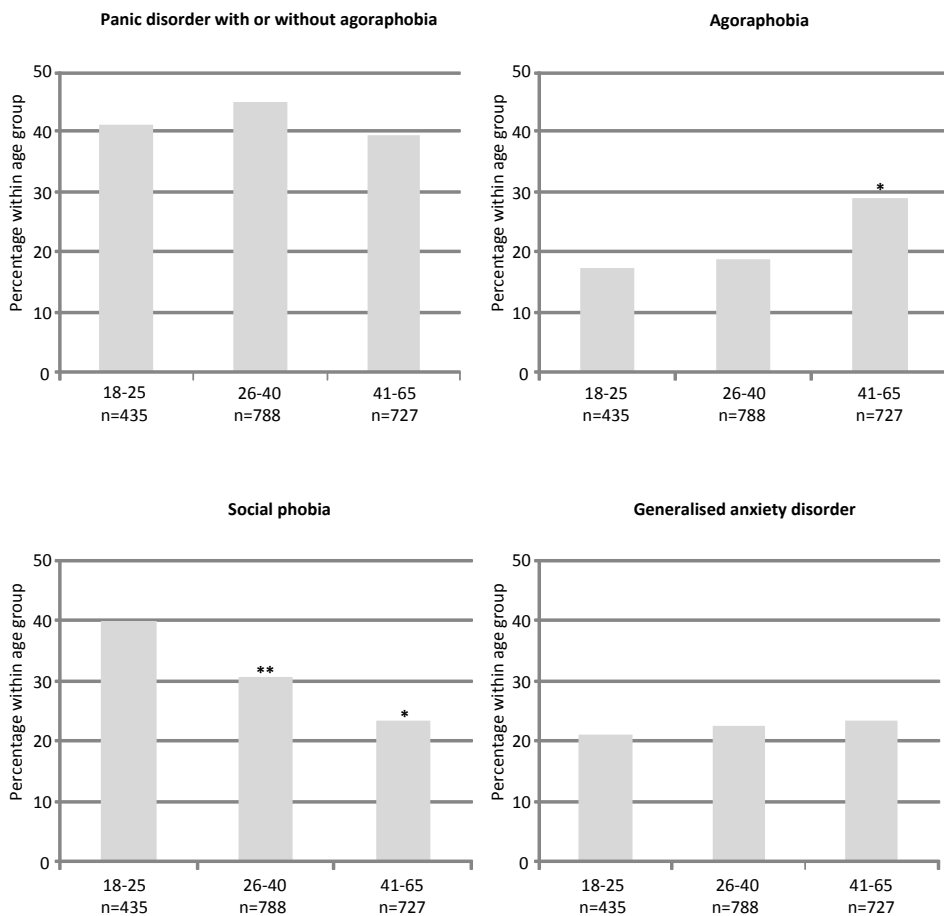 Panic disorder with or without agoraphobia
Percentage within age group
50
40
30
20
10
0
18-25
26-40
41-65
n=435
n=788
n=727
Agoraphobia
Percentage within age group
50
40
30
20
10
0
*
18-25
26-40
41-65
n=435
n=788
n=727
Social phobia
Percentage within age group
50
40
30
20
10
0
**
*
18-25
26-40
41-65
n=435
n=788
n=727
Generalised anxiety disorder
Percentage within age group
50
40
30
20
10
0
18-25
26-40
41-65
n=435
n=788
n=727